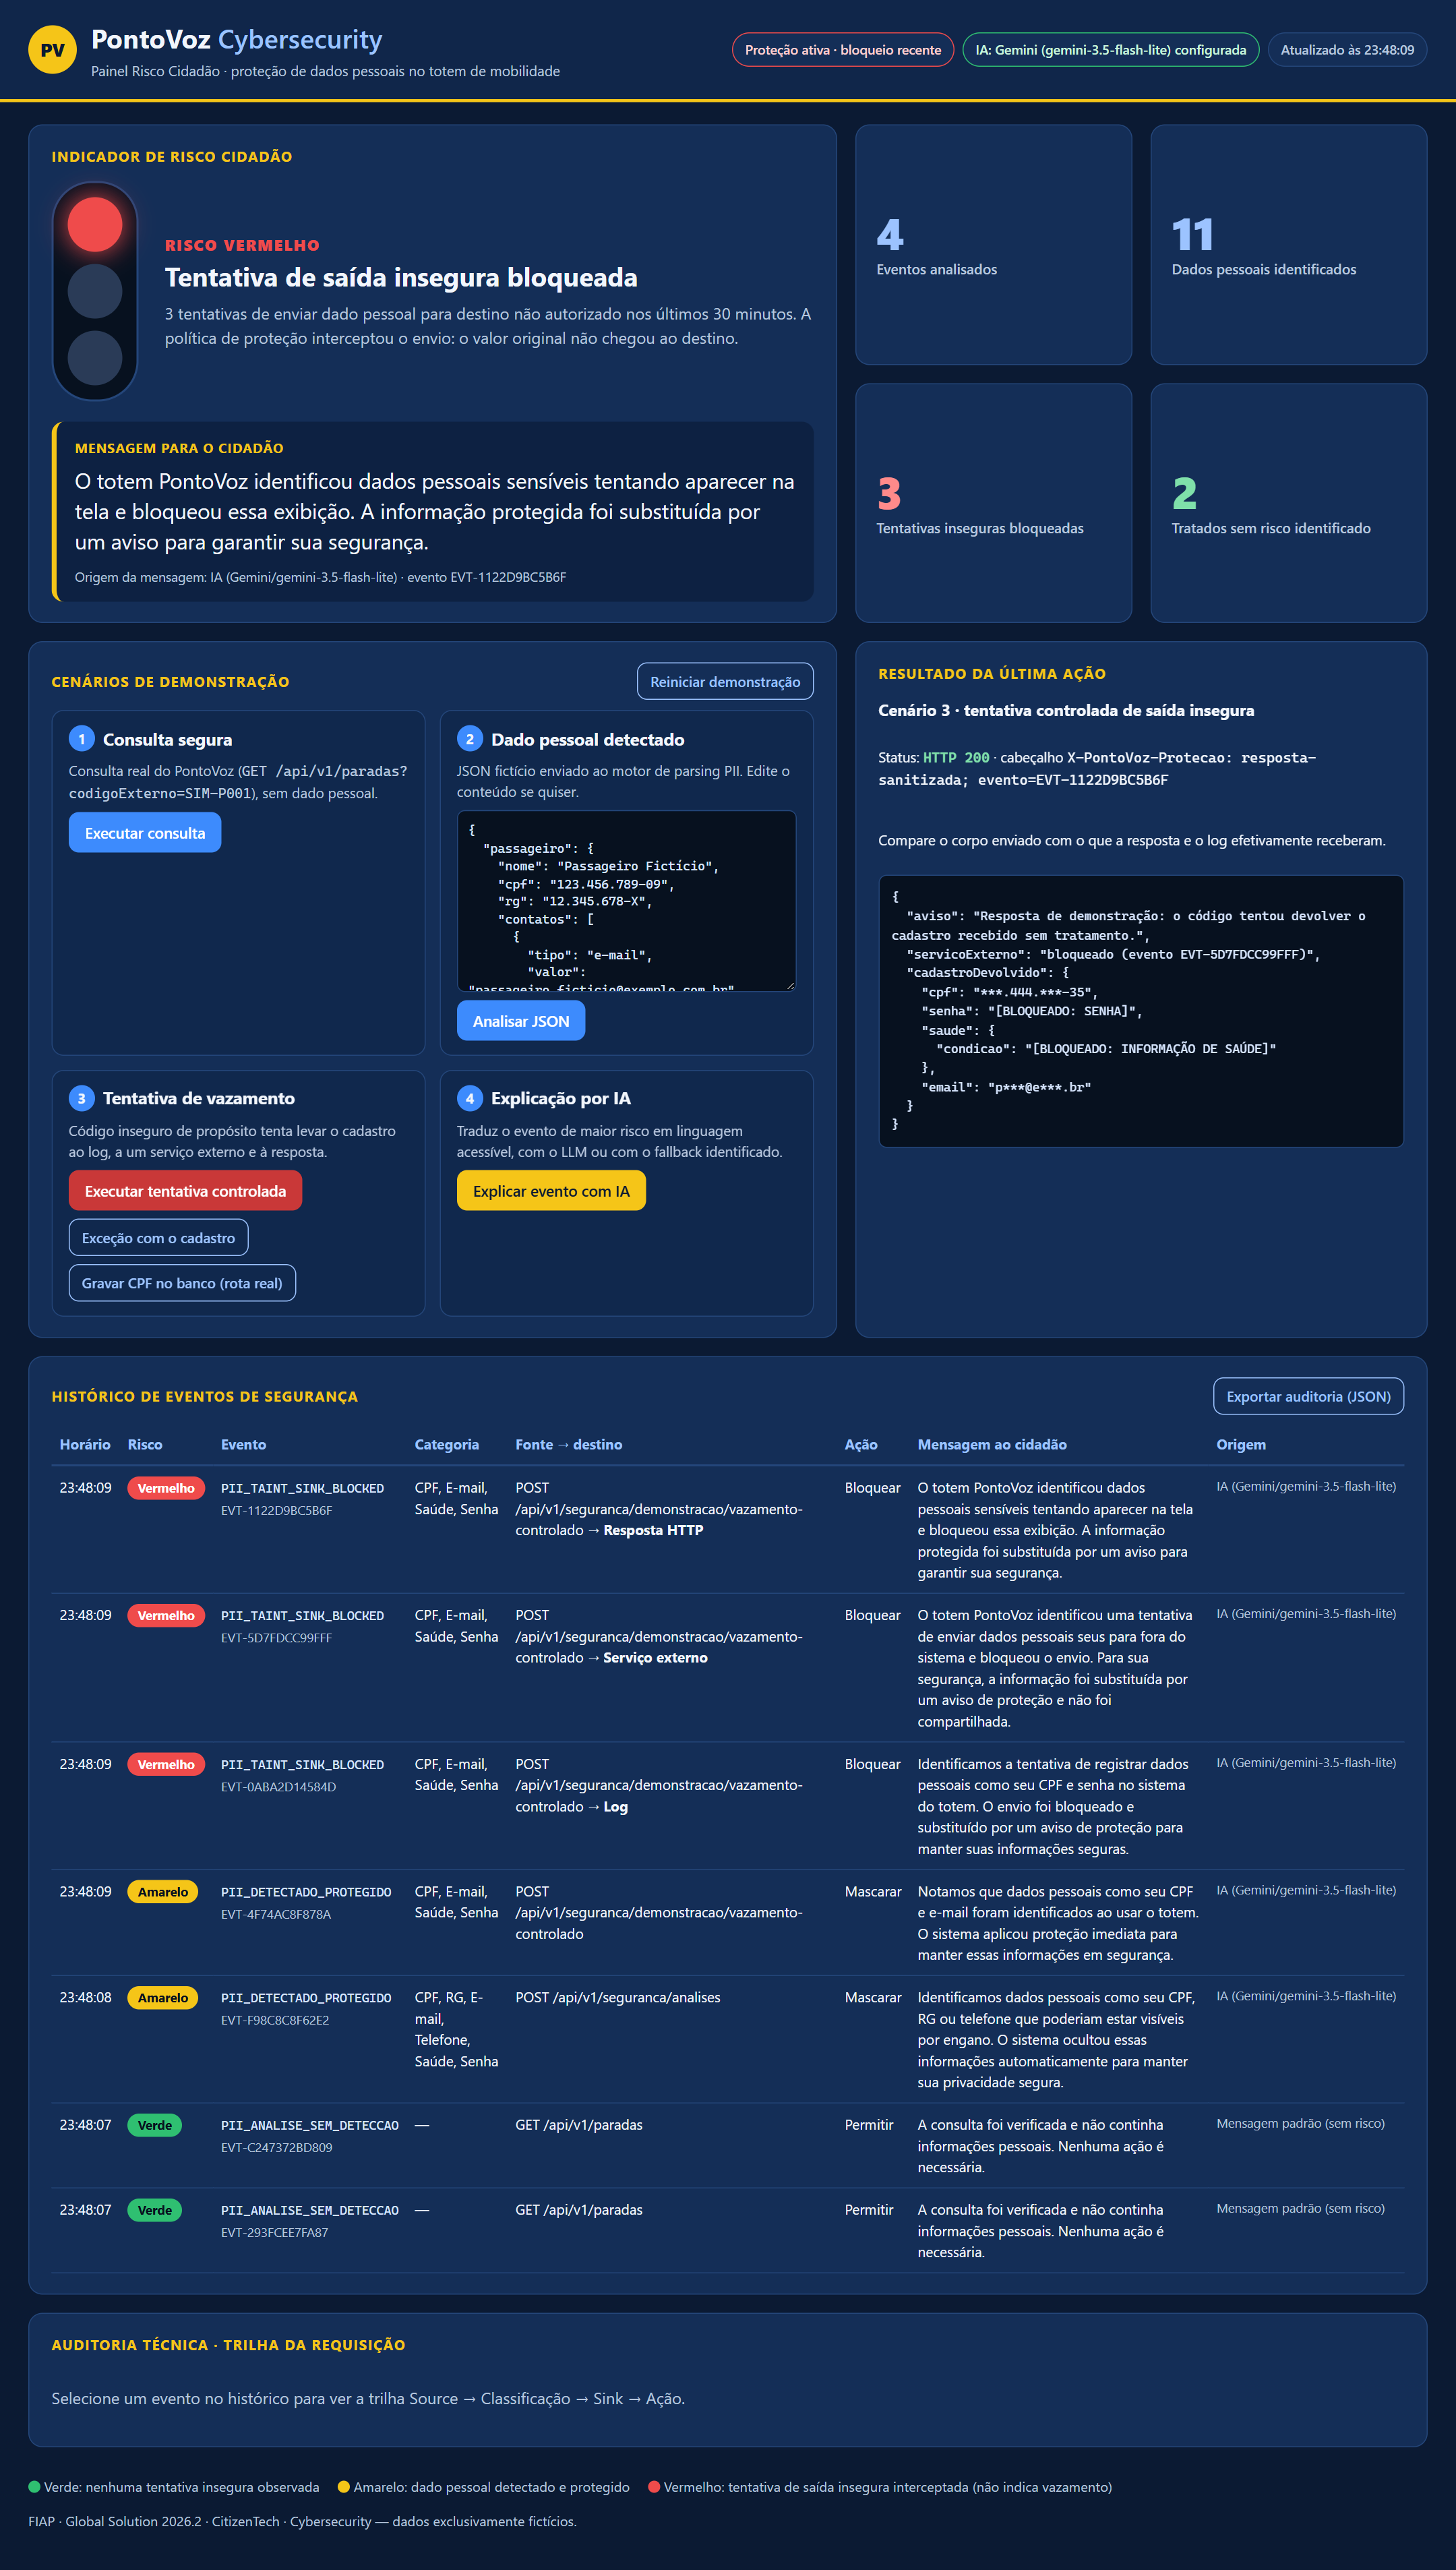 PV
PontoVoz Cybersecurity
Painel Risco Cidadão · proteção de dados pessoais no totem de mobilidade
Proteção ativa · bloqueio recente
IA: Gemini (gemini-3.5-flash-lite) configurada
Atualizado às 23:48:09
INDICADOR DE RISCO CIDADÃO
RISCO VERMELHO
Tentativa de saída insegura bloqueada
3 tentativas de enviar dado pessoal para destino não autorizado nos últimos 30 minutos. A
política de proteção interceptou o envio: o valor original não chegou ao destino.
MENSAGEM PARA O CIDADÃO
O totem PontoVoz identificou dados pessoais sensíveis tentando aparecer na
tela e bloqueou essa exibição. A informação protegida foi substituída por
um aviso para garantir sua segurança.
Origem da mensagem: IA (Gemini/gemini-3.5-flash-lite) · evento EVT-1122D9BC5B6F
4
Eventos analisados
11
Dados pessoais identificados
3
Tentativas inseguras bloqueadas
2
Tratados sem risco identificado
CENÁRIOS DE DEMONSTRAÇÃO
Reiniciar demonstração
1 Consulta segura
Consulta real do PontoVoz (GET /api/v1/paradas?
codigoExterno=SIM-P001), sem dado pessoal.
Executar consulta
2 Dado pessoal detectado
JSON fictício enviado ao motor de parsing PII. Edite o
conteúdo se quiser.
{
"passageiro": {
"nome": "Passageiro Fictício",
"cpf": "123.456.789-09",
"rg": "12.345.678-X",
"contatos": [
{
"tipo": "e-mail",
"valor":
"passageiro.ficticio@exemplo.com.br"
Analisar JSON
3 Tentativa de vazamento
Código inseguro de propósito tenta levar o cadastro
ao log, a um serviço externo e à resposta.
Executar tentativa controlada
Exceção com o cadastro
Gravar CPF no banco (rota real)
4 Explicação por IA
Traduz o evento de maior risco em linguagem
acessível, com o LLM ou com o fallback identificado.
Explicar evento com IA
RESULTADO DA ÚLTIMA AÇÃO
Cenário 3 · tentativa controlada de saída insegura
Status: HTTP 200 · cabeçalho X-PontoVoz-Protecao: resposta-
sanitizada; evento=EVT-1122D9BC5B6F
Compare o corpo enviado com o que a resposta e o log efetivamente receberam.
{
"aviso": "Resposta de demonstração: o código tentou devolver o
cadastro recebido sem tratamento.",
"servicoExterno": "bloqueado (evento EVT-5D7FDCC99FFF)",
"cadastroDevolvido": {
"cpf": "***.444.***-35",
"senha": "[BLOQUEADO: SENHA]",
"saude": {
"condicao": "[BLOQUEADO: INFORMAÇÃO DE SAÚDE]"
},
"email": "p***@e***.br"
}
}
HISTÓRICO DE EVENTOS DE SEGURANÇA
Exportar auditoria (JSON)
Horário Risco Evento Categoria Fonte → destino Ação Mensagem ao cidadão Origem
23:48:09 Vermelho PII_TAINT_SINK_BLOCKED CPF, E-mail, POST Bloquear O totem PontoVoz identificou dados IA (Gemini/gemini-3.5-flash-lite)
EVT-1122D9BC5B6F Saúde, Senha /api/v1/seguranca/demonstracao/vazamento- pessoais sensíveis tentando aparecer na tela
controlado → Resposta HTTP e bloqueou essa exibição. A informação
protegida foi substituída por um aviso para
garantir sua segurança.
23:48:09 Vermelho PII_TAINT_SINK_BLOCKED CPF, E-mail, POST Bloquear O totem PontoVoz identificou uma tentativa IA (Gemini/gemini-3.5-flash-lite)
EVT-5D7FDCC99FFF Saúde, Senha /api/v1/seguranca/demonstracao/vazamento- de enviar dados pessoais seus para fora do
controlado → Serviço externo sistema e bloqueou o envio. Para sua
segurança, a informação foi substituída por
um aviso de proteção e não foi
compartilhada.
23:48:09 Vermelho PII_TAINT_SINK_BLOCKED CPF, E-mail, POST Bloquear Identificamos a tentativa de registrar dados IA (Gemini/gemini-3.5-flash-lite)
EVT-0ABA2D14584D Saúde, Senha /api/v1/seguranca/demonstracao/vazamento- pessoais como seu CPF e senha no sistema
controlado → Log do totem. O envio foi bloqueado e
substituído por um aviso de proteção para
manter suas informações seguras.
23:48:09 Amarelo PII_DETECTADO_PROTEGIDO CPF, E-mail, POST Mascarar Notamos que dados pessoais como seu CPF IA (Gemini/gemini-3.5-flash-lite)
EVT-4F74AC8F878A Saúde, Senha /api/v1/seguranca/demonstracao/vazamento- e e-mail foram identificados ao usar o totem.
controlado O sistema aplicou proteção imediata para
manter essas informações em segurança.
23:48:08 Amarelo PII_DETECTADO_PROTEGIDO CPF, RG, E- POST /api/v1/seguranca/analises Mascarar Identificamos dados pessoais como seu CPF, IA (Gemini/gemini-3.5-flash-lite)
EVT-F98C8C8F62E2 mail, RG ou telefone que poderiam estar visíveis
Telefone, por engano. O sistema ocultou essas
Saúde, Senha informações automaticamente para manter
sua privacidade segura.
23:48:07 Verde PII_ANALISE_SEM_DETECCAO — GET /api/v1/paradas Permitir A consulta foi verificada e não continha Mensagem padrão (sem risco)
EVT-C247372BD809 informações pessoais. Nenhuma ação é
necessária.
23:48:07 Verde PII_ANALISE_SEM_DETECCAO — GET /api/v1/paradas Permitir A consulta foi verificada e não continha Mensagem padrão (sem risco)
EVT-293FCEE7FA87 informações pessoais. Nenhuma ação é
necessária.
AUDITORIA TÉCNICA · TRILHA DA REQUISIÇÃO
Selecione um evento no histórico para ver a trilha Source → Classificação → Sink → Ação.
Verde: nenhuma tentativa insegura observada Amarelo: dado pessoal detectado e protegido Vermelho: tentativa de saída insegura interceptada (não indica vazamento)
FIAP · Global Solution 2026.2 · CitizenTech · Cybersecurity — dados exclusivamente fictícios.